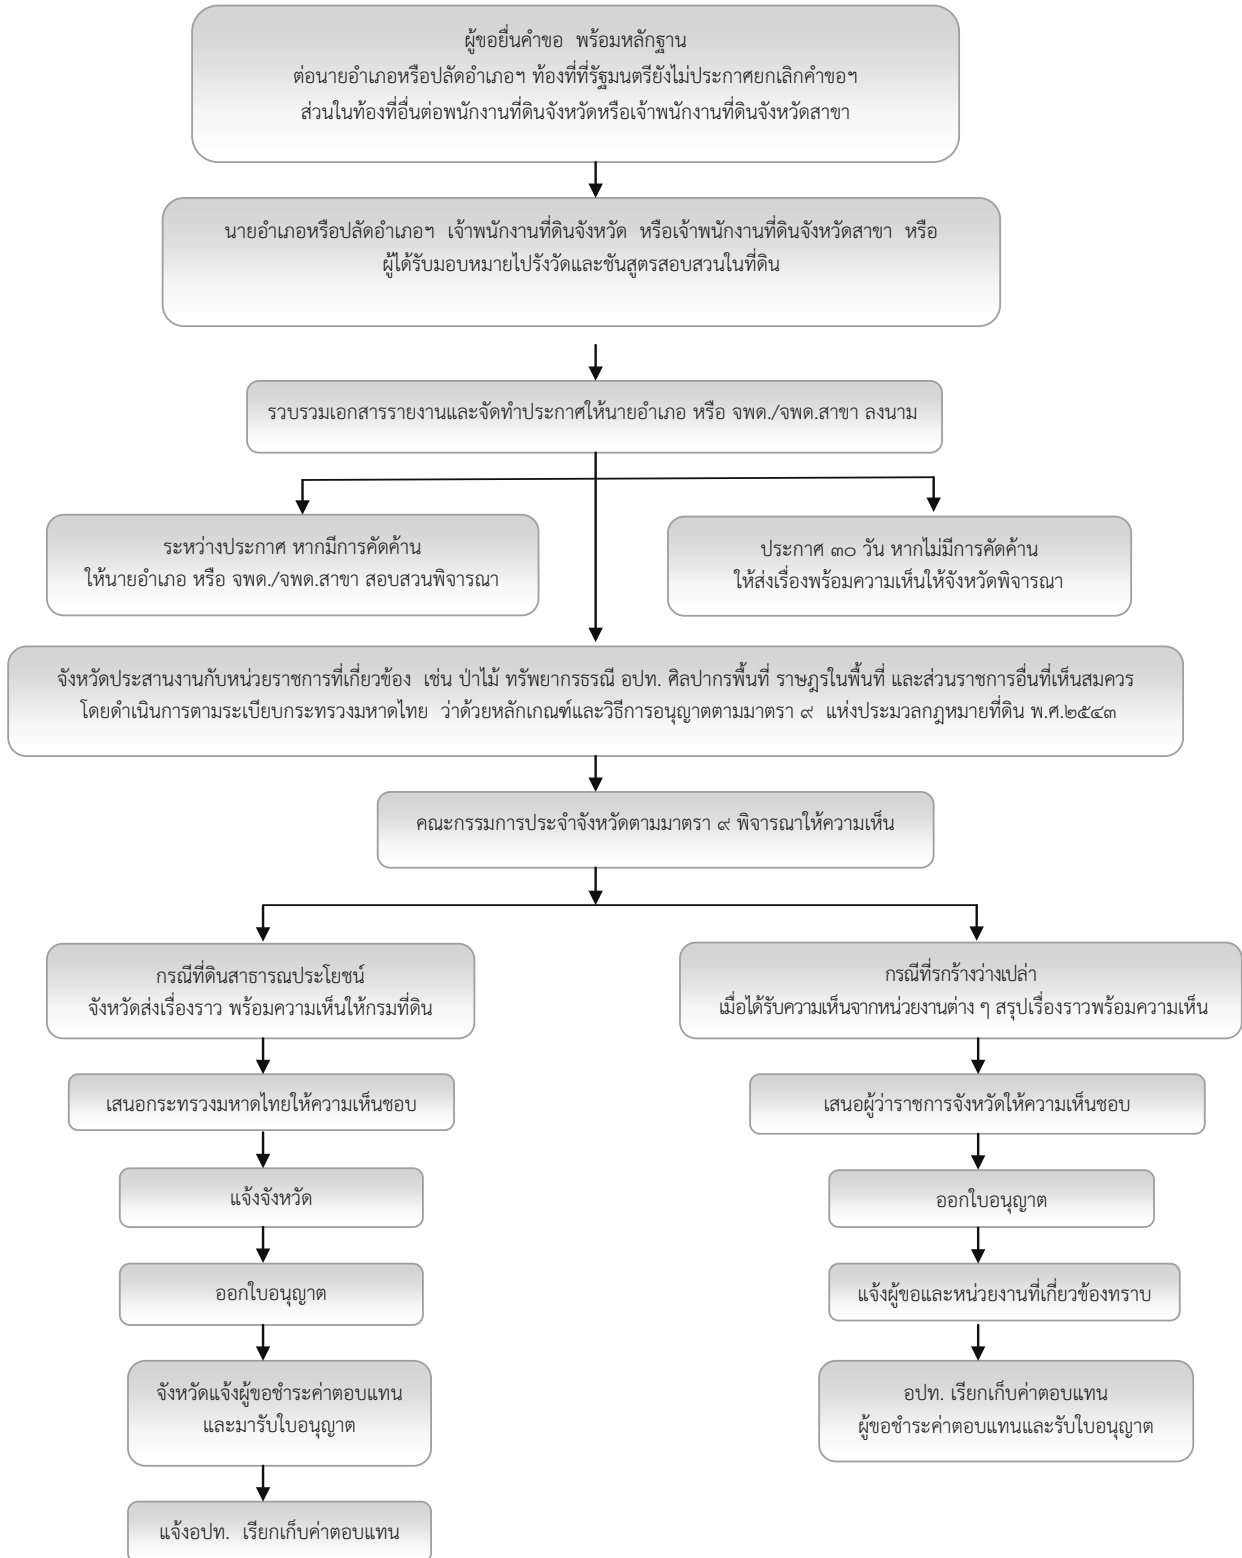 ผู้ขอยื่นคำขอ พร้อมหลักฐาน
ต่อนายอำเภอหรือปลัดอำเภอฯ ท้องที่ที่รัฐมนตรียังไม่ประกาศยกเลิกคำขอฯ
ส่วนในท้องที่อื่นต่อพนักงานที่ดินจังหวัดหรือเจ้าพนักงานที่ดินจังหวัดสาขา
นายอำเภอหรือปลัดอำเภอฯ เจ้าพนักงานที่ดินจังหวัด หรือเจ้าพนักงานที่ดินจังหวัดสาขา หรือ
ผู้ได้รับมอบหมายไปรังวัดและชันสูตรสอบสวนในที่ดิน
รวบรวมเอกสารรายงานและจัดทำประกาศให้นายอำเภอ หรือ จพด./จพด.สาขา ลงนาม
ระหว่างประกาศ หากมีการคัดค้าน
ให้นายอำเภอ หรือ จพด./จพด.สาขา สอบสวนพิจารณา
ประกาศ ๓๐ วัน หากไม่มีการคัดค้าน
ให้ส่งเรื่องพร้อมความเห็นให้จังหวัดพิจารณา
จังหวัดประสานงานกับหน่วยราชการที่เกี่ยวข้อง เช่น ป่าไม้ ทรัพยากรธรณี อปท. ศิลปากรพื้นที่ ราษฎรในพื้นที่ และส่วนราชการอื่นที่เห็นสมควร
โดยดำเนินการตามระเบียบกระทรวงมหาดไทย ว่าด้วยหลักเกณฑ์และวิธีการอนุญาตตามมาตรา ๙ แห่งประมวลกฎหมายที่ดิน พ.ศ.๒๕๔๓
คณะกรรมการประจำจังหวัดตามมาตรา ๙ พิจารณาให้ความเห็น
กรณีที่ดินสาธารณประโยชน์
จังหวัดส่งเรื่องราว พร้อมความเห็นให้กรมที่ดิน
เสนอกระทรวงมหาดไทยให้ความเห็นชอบ
แจ้งจังหวัด
ออกใบอนุญาต
จังหวัดแจ้งผู้ขอชำระค่าตอบแทน
และมารับใบอนุญาต
แจ้งอปท. เรียกเก็บค่าตอบแทน
กรณีที่รกร้างว่างเปล่า
เมื่อได้รับความเห็นจากหน่วยงานต่าง ๆ สรุปเรื่องราวพร้อมความเห็น
เสนอผู้ว่าราชการจังหวัดให้ความเห็นชอบ
ออกใบอนุญาต
แจ้งผู้ขอและหน่วยงานที่เกี่ยวข้องทราบ
อปท. เรียกเก็บค่าตอบแทน
ผู้ขอชำระค่าตอบแทนและรับใบอนุญาต